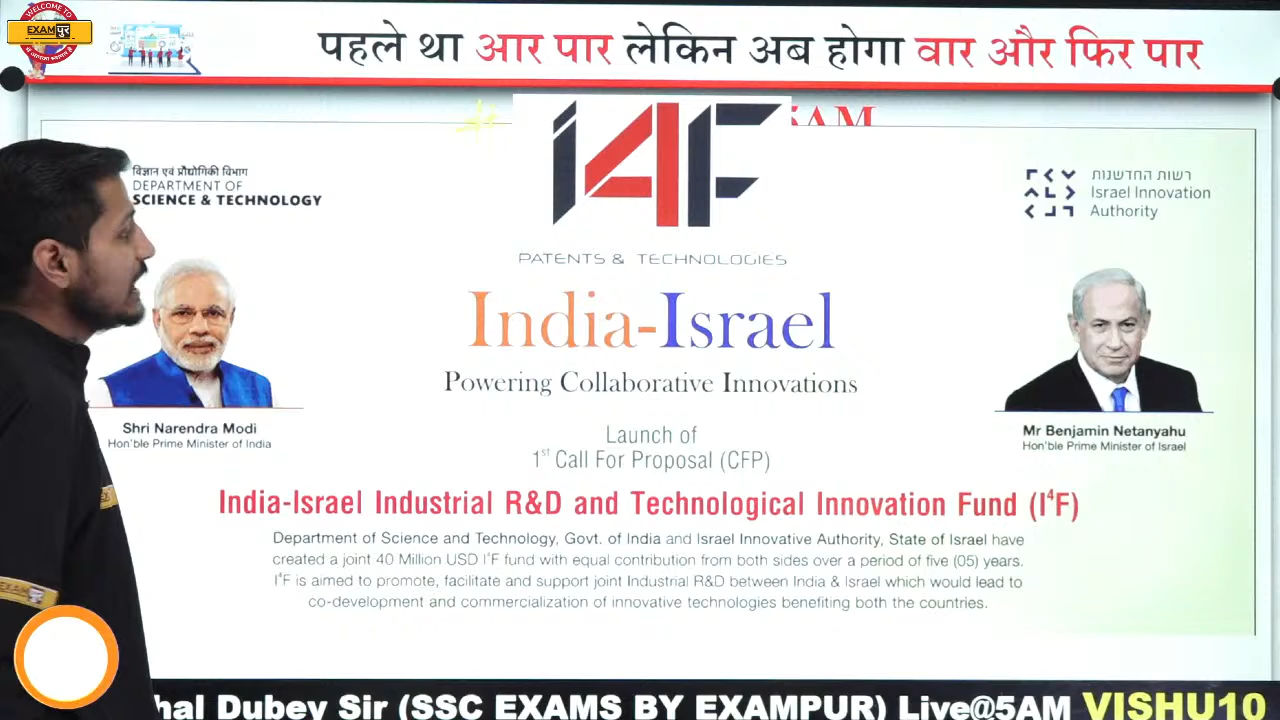 WELCOME TO
EXAMपुर
पहले था आर पार लेकिन अब होगा वार और फिर पार
5AM
I4F
PATENTS & TECHNOLOGIES
विज्ञान एवं प्रौद्योगिकी विभाग
DEPARTMENT OF
SCIENCE & TECHNOLOGY
רשות החדשנות
Israel Innovation
Authority
India-Israel
Powering Collaborative Innovations
Shri Narendra Modi
Hon'ble Prime Minister of India
Mr Benjamin Netanyahu
Hon'ble Prime Minister of Israel
Launch of
1st Call For Proposal (CFP)
India-Israel Industrial R&D and Technological Innovation Fund (I⁴F)
Department of Science and Technology, Govt. of India and Israel Innovative Authority, State of Israel have
created a joint 40 Million USD I⁴F fund with equal contribution from both sides over a period of five (05) years.
I⁴F is aimed to promote, facilitate and support joint Industrial R&D between India & Israel which would lead to
co-development and commercialization of innovative technologies benefiting both the countries.
hal Dubey Sir (SSC EXAMS BY EXAMPUR) Live@5AM VISHU10